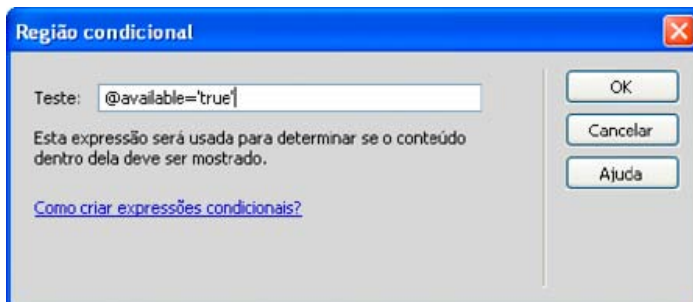 Região condicional
Teste: @available='true'
OK
Esta expressão será usada para determinar se o conteúdo
dentro dela deve ser mostrado.
Cancelar
Ajuda
Como criar expressões condicionais?